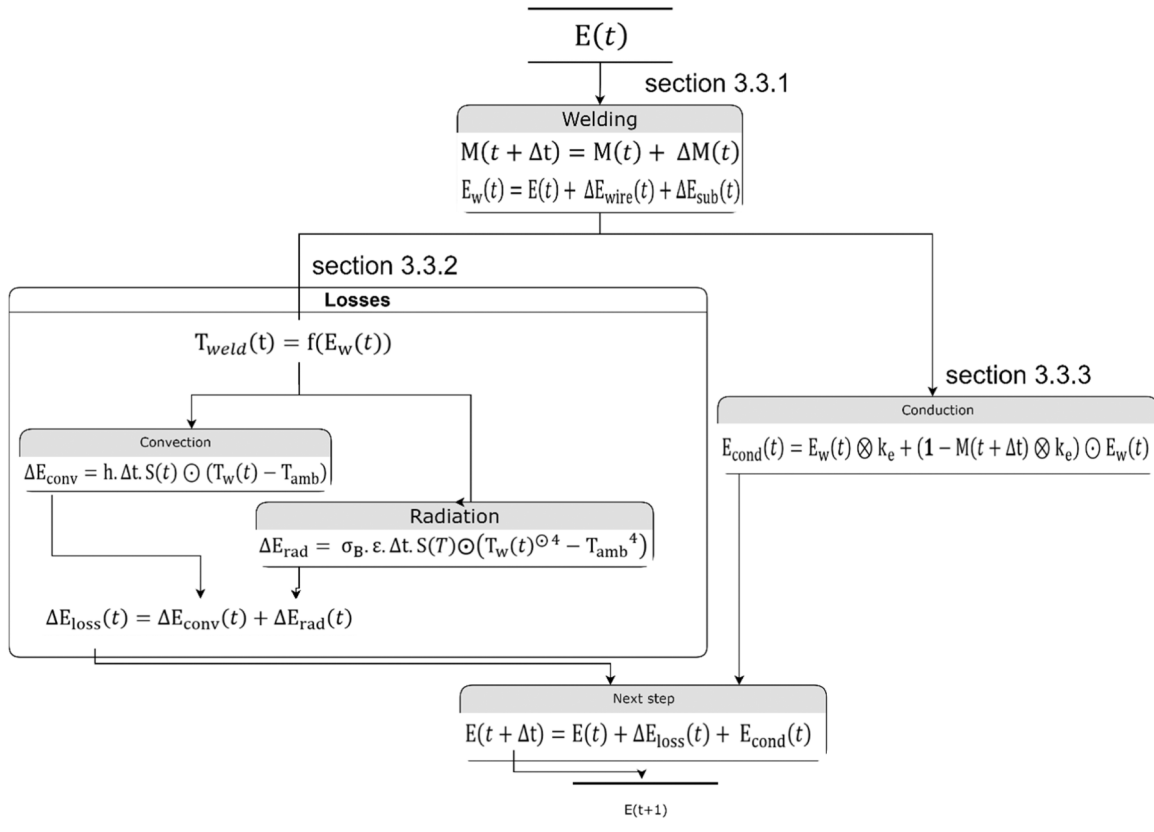 E(t)
section 3.3.1
Welding
M(t + Δt) = M(t) + ΔM(t)
E_w(t) = E(t) + ΔE_wire(t) + ΔE_sub(t)
section 3.3.2
Losses
T_weld(t) = f(E_w(t))
section 3.3.3
Conduction
E_cond(t) = E_w(t) ⊗ k_e + (1 − M(t + Δt) ⊗ k_e) ⊙ E_w(t)
Convection
ΔE_conv = h. Δt. S(t) ⊙ (T_w(t) − T_amb)
Radiation
ΔE_rad = σ_B. ε. Δt. S(T)⊙(T_w(t)^⊙4 − T_amb^4)
ΔE_loss(t) = ΔE_conv(t) + ΔE_rad(t)
Next step
E(t + Δt) = E(t) + ΔE_loss(t) + E_cond(t)
E(t+1)